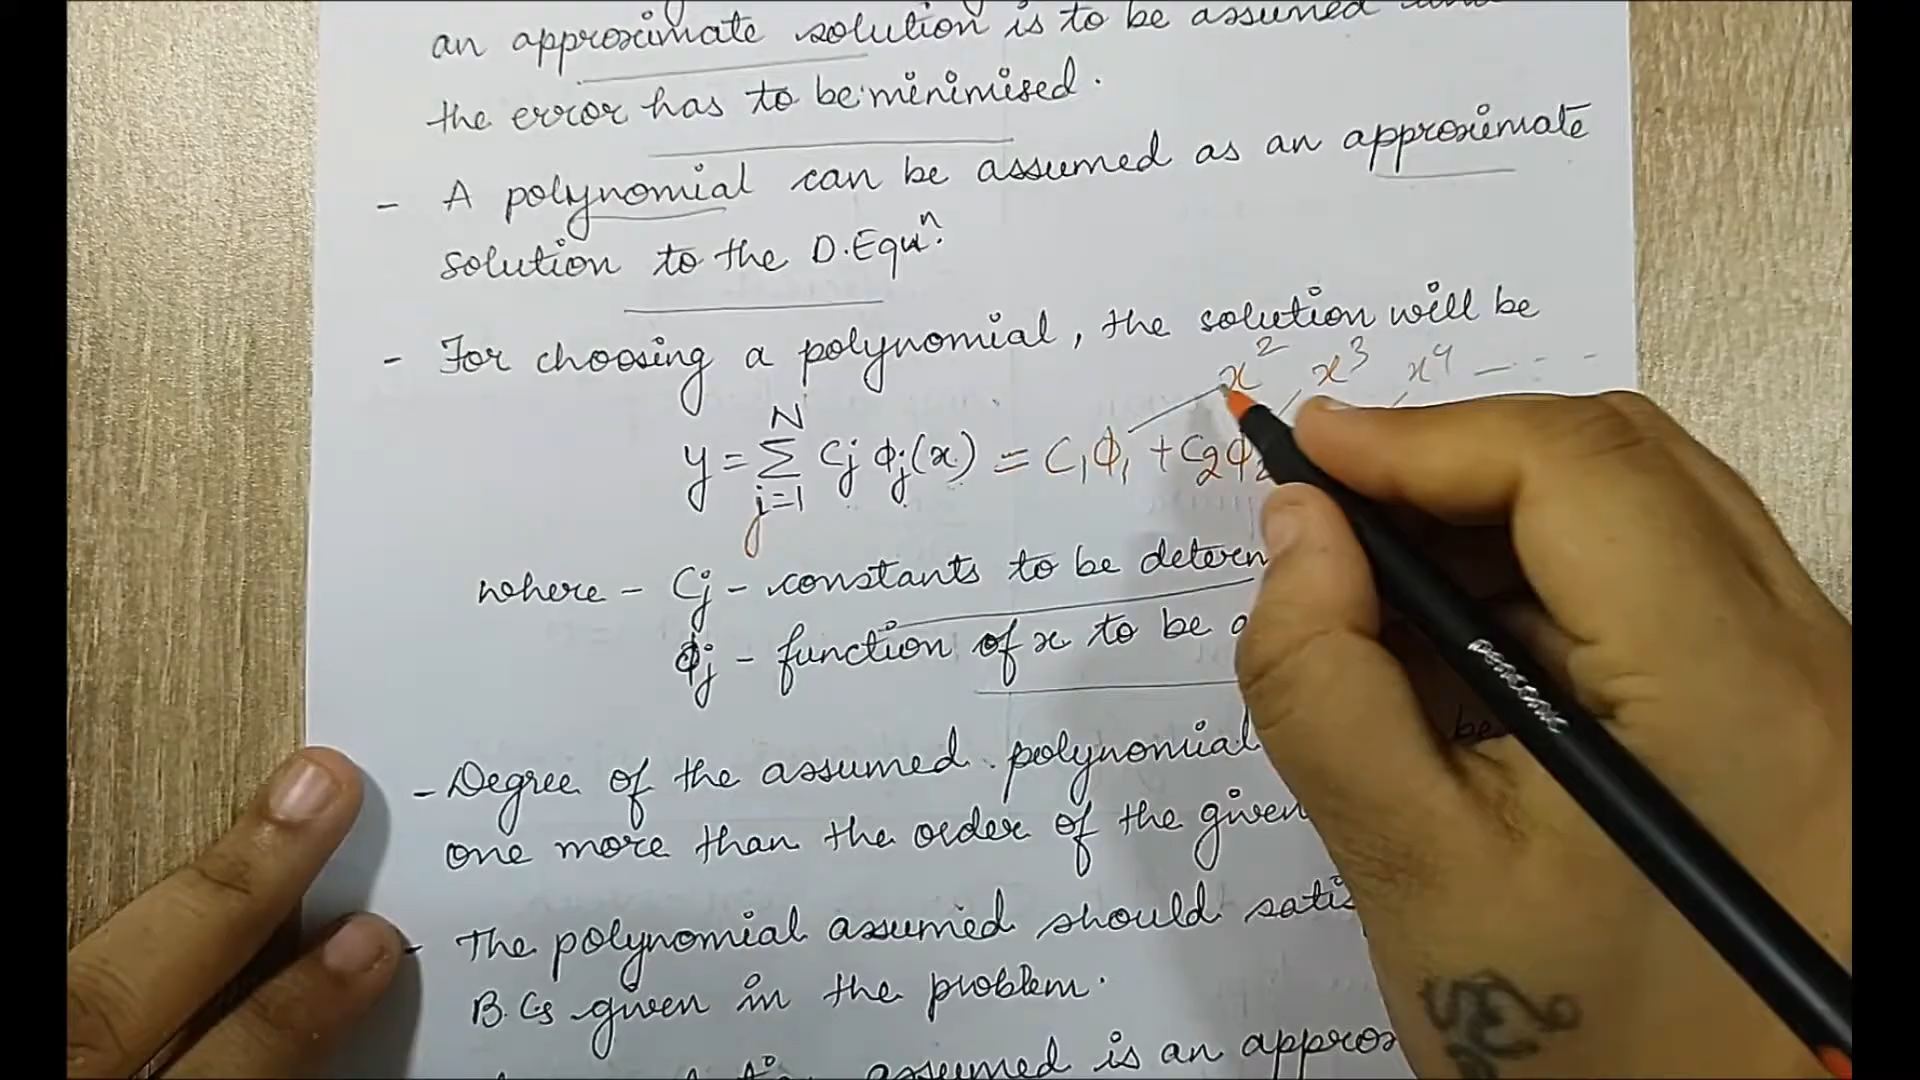 an approximate solution is to be assumed
the error has to be minimised.
- A polynomial can be assumed as an approximate
solution to the D.Equⁿ.
- For choosing a polynomial, the solution will be
x² x³ x⁴ - - - -
y = N∑j=1 Cj ϕj(x) = C₁ϕ₁ + C₂ϕ₂
j
where - Cj - constants to be determ
ϕj - function of x to be
- Degree of the assumed polynomial be
one more than the order of the given
- The polynomial assumed should satis
B.Cs given in the problem.
assumed is an approx